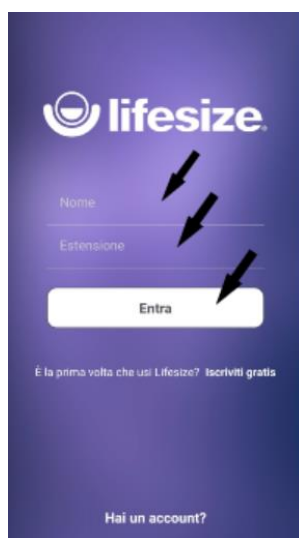 lifesize
Nome
Estensione
Entra
È la prima volta che usi Lifesize? Iscriviti gratis
Hai un account?